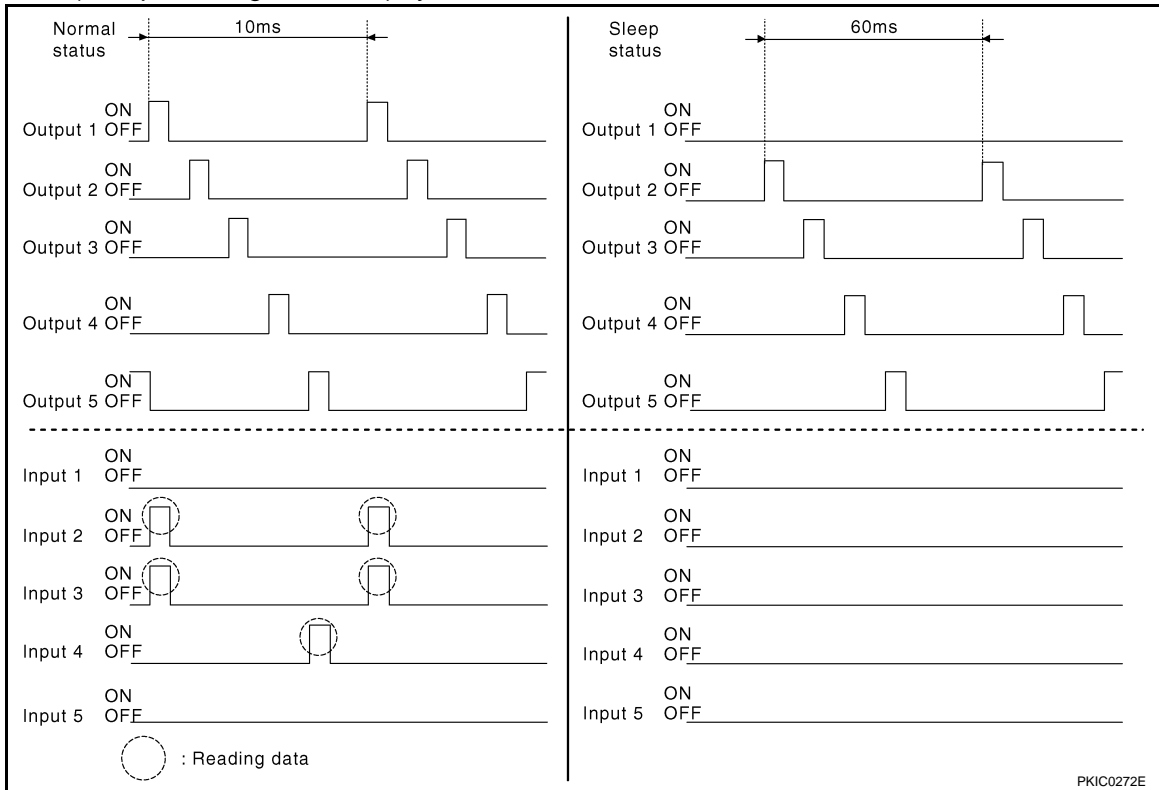 Normal
status
10ms
ON
Output 1 OFF
ON
Output 2 OFF
ON
Output 3 OFF
ON
Output 4 OFF
ON
Output 5 OFF
ON
Input 1 OFF
ON
Input 2 OFF
ON
Input 3 OFF
ON
Input 4 OFF
ON
Input 5 OFF
: Reading data
Sleep
status
60ms
ON
Output 1 OFF
ON
Output 2 OFF
ON
Output 3 OFF
ON
Output 4 OFF
ON
Output 5 OFF
ON
Input 1 OFF
ON
Input 2 OFF
ON
Input 3 OFF
ON
Input 4 OFF
ON
Input 5 OFF
PKIC0272E